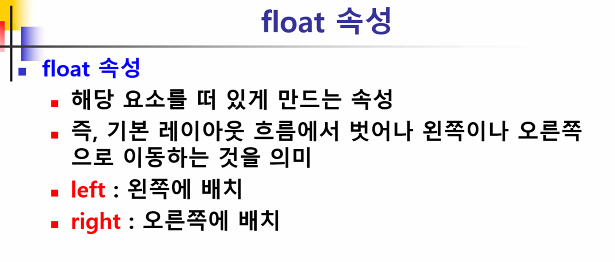 float 속성
float 속성
해당 요소를 떠 있게 만드는 속성
즉, 기본 레이아웃 흐름에서 벗어나 왼쪽이나 오른쪽
으로 이동하는 것을 의미
left : 왼쪽에 배치
right : 오른쪽에 배치